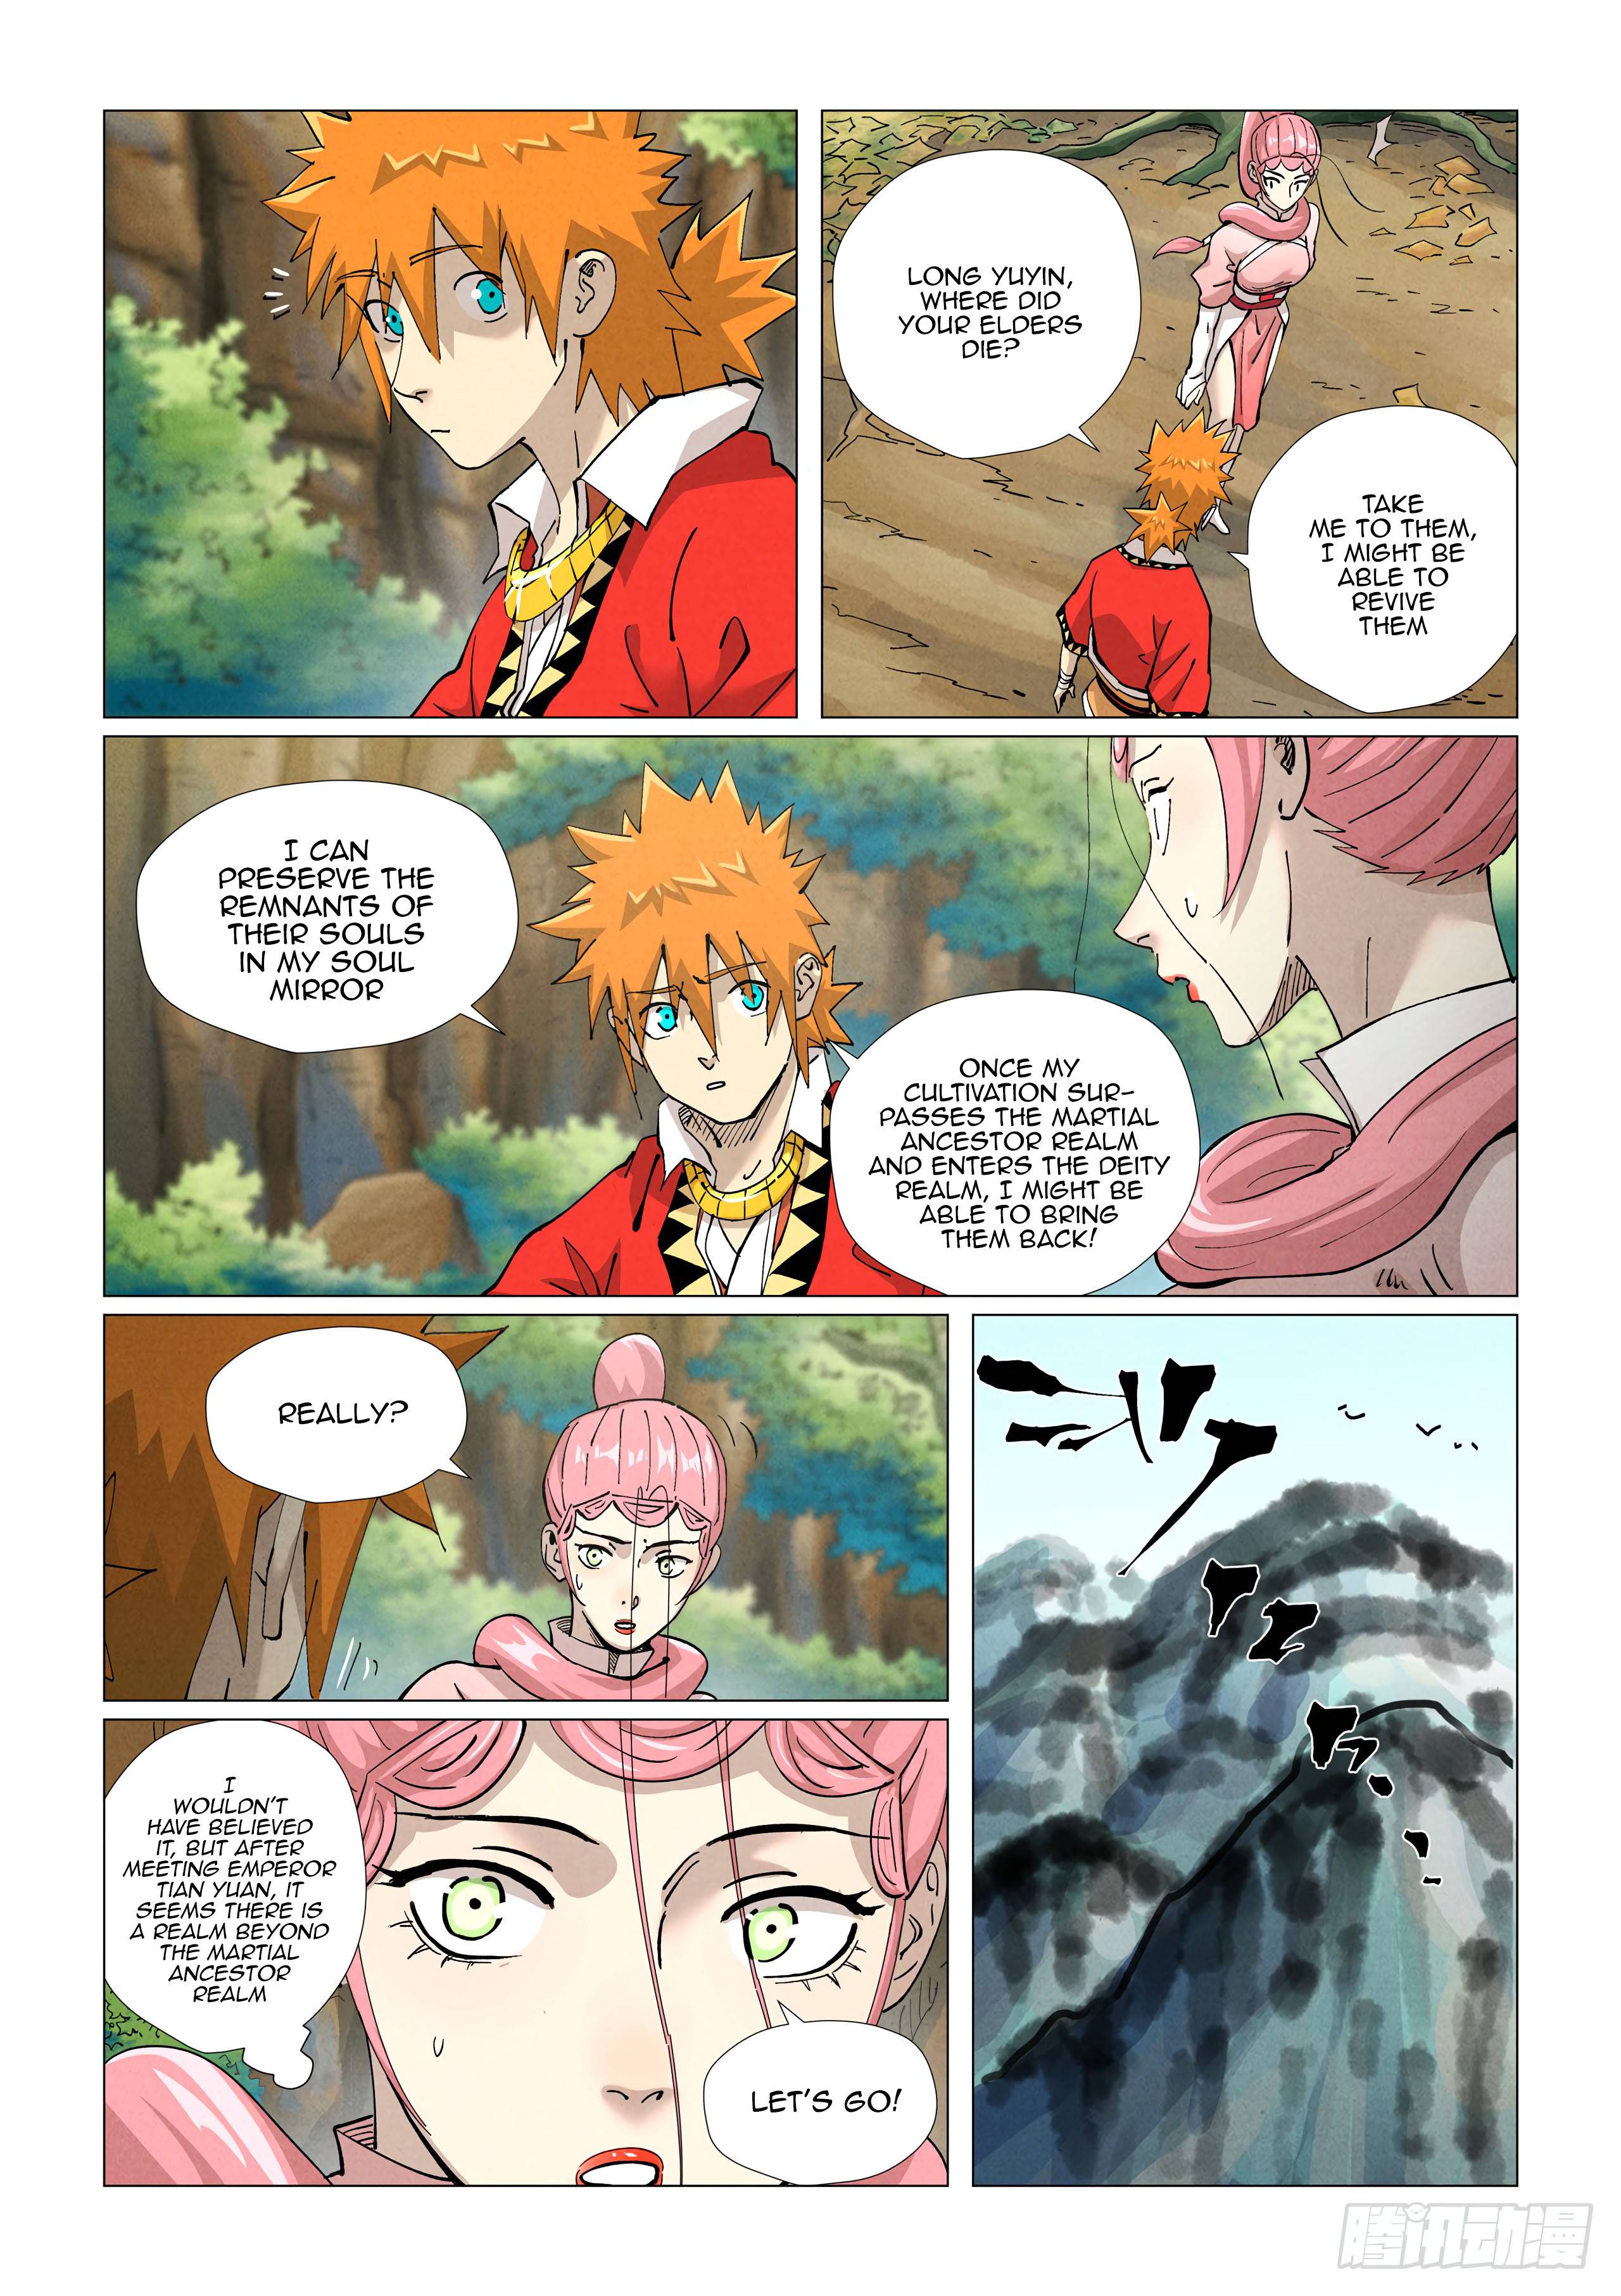 LONG YUYIN,
WHERE DID
YOUR ELDERS
DIE?
TAKE
ME TO THEM,
I MIGHT BE
ABLE TO
REVIVE
THEM
I CAN
PRESERVE THE
REMNANTS OF
THEIR SOULS
IN MY SOUL
MIRROR
ONCE MY
CULTIVATION SUR-
PASSES THE MARTIAL
ANCESTOR REALM
AND ENTERS THE DEITY
REALM, I MIGHT BE
ABLE TO BRING
THEM BACK!
REALLY?
I
WOULDN'T
HAVE BELIEVED
IT, BUT AFTER
MEETING EMPEROR
TIAN YUAN, IT
SEEMS THERE IS
A REALM BEYOND
THE MARTIAL
ANCESTOR
REALM
LET'S GO!
腾讯动漫